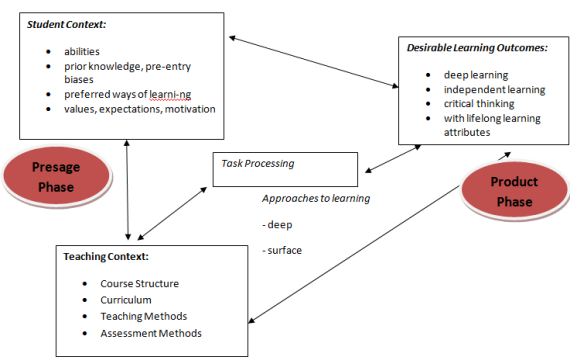 Student Context:
• abilities
• prior knowledge, pre-entry
biases
• preferred ways of learni-ng
• values, expectations, motivation
Desirable Learning Outcomes:
• deep learning
• independent learning
• critical thinking
• with lifelong learning
attributes
Presage
Phase
Task Processing
Approaches to learning
- deep
- surface
Product
Phase
Teaching Context:
• Course Structure
• Curriculum
• Teaching Methods
• Assessment Methods